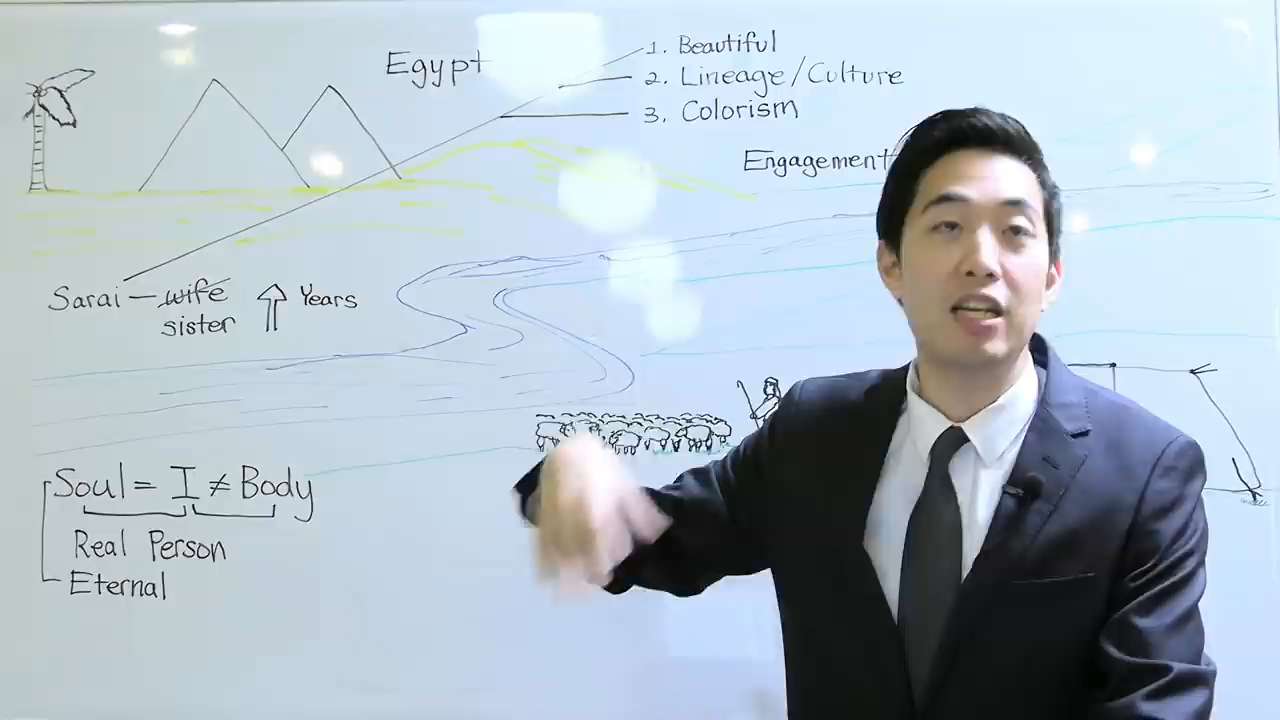 Egypt
1. Beautiful
2. Lineage/Culture
3. Colorism
Engagement
Sarai — wife
sister
Years
Soul = I ≠ Body
Real Person
Eternal